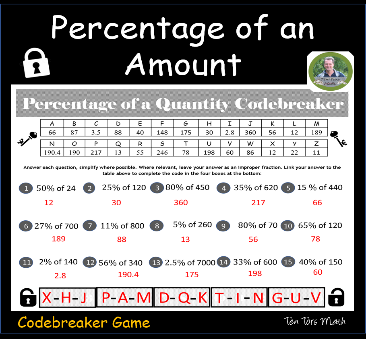 Percentage of an
Amount
Percentage of a Quantity Codebreaker
A B C D E F G H I J K L M
66 87 3.5 88 40 148 175 30 2.8 360 56 12 189
N O P Q R S T U V W X Y Z
190.4 190 217 13 55 246 78 198 60 86 12 22 11
Answer each question, simplify where possible. Where relevant, leave your answer as an improper fraction. Link your answer to the
table above to complete the code in the four boxes at the bottom:
1 50% of 24 2 25% of 120 3 80% of 450 4 35% of 620 5 15 % of 440
12 30 360 217 66
6 27% of 700 7 11% of 800 8 5% of 260 9 80% of 70 10 65% of 120
189 88 13 56 78
11 2% of 140 12 56% of 340 13 2.5% of 7000 14 33% of 600 15 40% of 150
2.8 190.4 175 198 60
X-H-J P-A-M D-Q-K T-I-N G-U-V
Codebreaker Game
Ten Tors Math